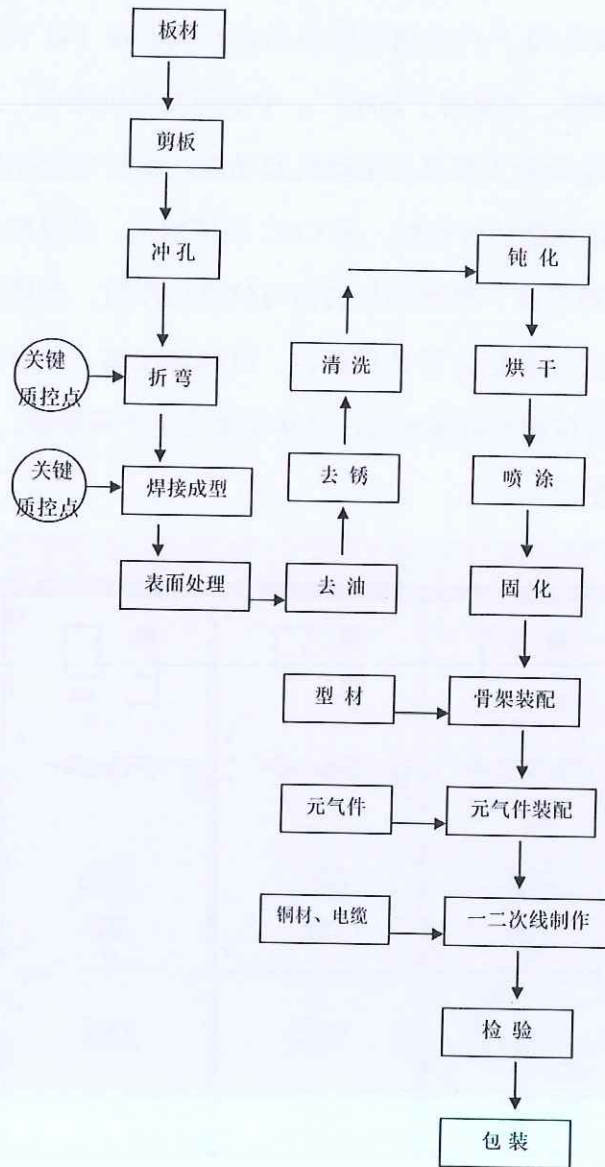 板材
剪板
冲孔
关键
质控点
折弯
关键
质控点
焊接成型
表面处理
去油
去锈
清洗
钝化
烘干
喷涂
固化
型材
骨架装配
元气件
元气件装配
铜材、电缆
一二次线制作
检验
包装